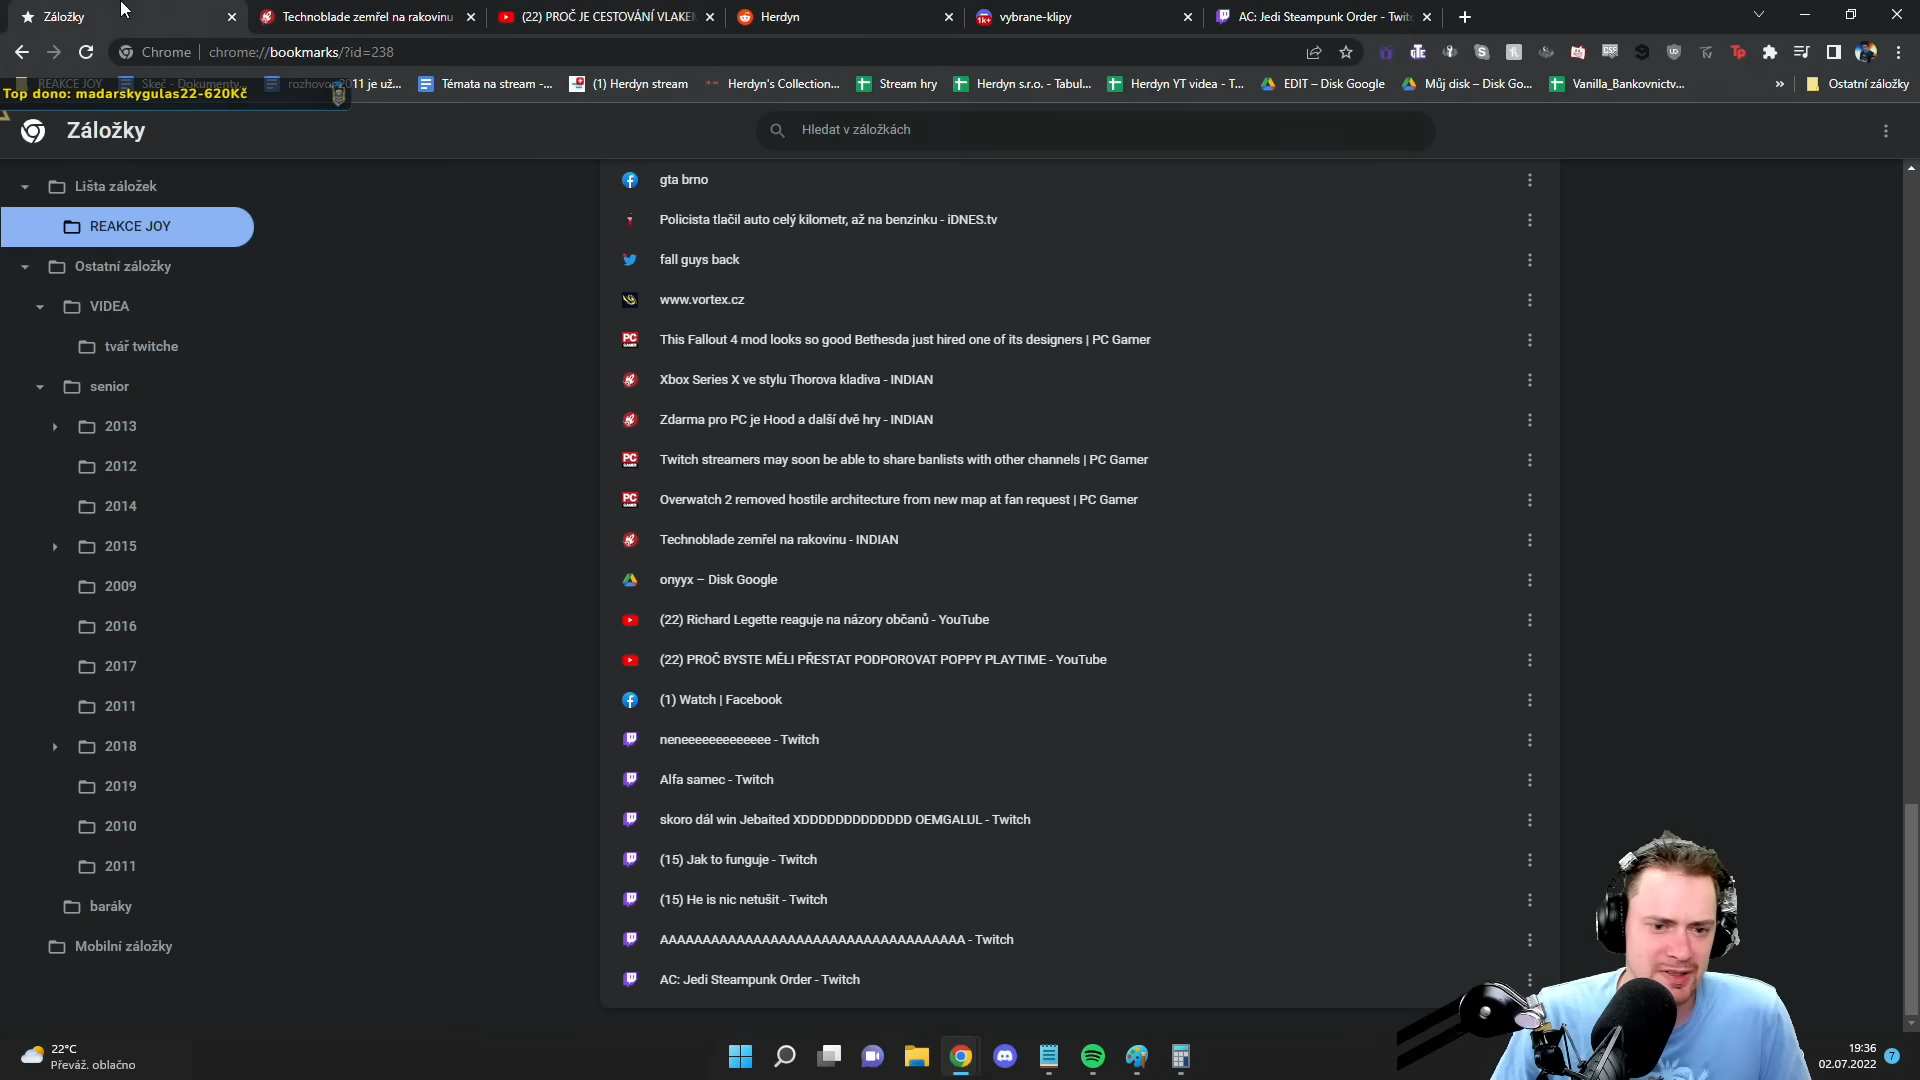 Záložky
Technoblade zemřel na rakovinu
(22) PROČ JE CESTOVÁNÍ VLAKEM
Herdyn
vybrane-klipy
AC: Jedi Steampunk Order - Twitc
Chrome
chrome://bookmarks/?id=238
REAKCE JOY
Skeč - Dokumenty...
rozhovor2011 je už...
Témata na stream -...
(1) Herdyn stream
Herdyn's Collection...
Stream hry
Herdyn s.r.o. - Tabul...
Herdyn YT videa - T...
EDIT – Disk Google
Můj disk – Disk Go...
Vanilla_Bankovnictv...
»
Ostatní záložky
Top dono: madarskygulas22-620Kč
Záložky
Hledat v záložkách
Lišta záložek
REAKCE JOY
Ostatní záložky
VIDEA
tvář twitche
senior
2013
2012
2014
2015
2009
2016
2017
2011
2018
2019
2010
2011
baráky
Mobilní záložky
gta brno
Policista tlačil auto celý kilometr, až na benzinku - iDNES.tv
fall guys back
www.vortex.cz
This Fallout 4 mod looks so good Bethesda just hired one of its designers | PC Gamer
Xbox Series X ve stylu Thorova kladiva - INDIAN
Zdarma pro PC je Hood a další dvě hry - INDIAN
Twitch streamers may soon be able to share banlists with other channels | PC Gamer
Overwatch 2 removed hostile architecture from new map at fan request | PC Gamer
Technoblade zemřel na rakovinu - INDIAN
onyyx – Disk Google
(22) Richard Legette reaguje na názory občanů - YouTube
(22) PROČ BYSTE MĚLI PŘESTAT PODPOROVAT POPPY PLAYTIME - YouTube
(1) Watch | Facebook
neneeeeeeeeeeee - Twitch
Alfa samec - Twitch
skoro dál win Jebaited XDDDDDDDDDDDDD OEMGALUL - Twitch
(15) Jak to funguje - Twitch
(15) He is nic netušit - Twitch
AAAAAAAAAAAAAAAAAAAAAAAAAAAAAAAAAAAA - Twitch
AC: Jedi Steampunk Order - Twitch
22°C
Převáž. oblačno
19:36
02.07.2022
7